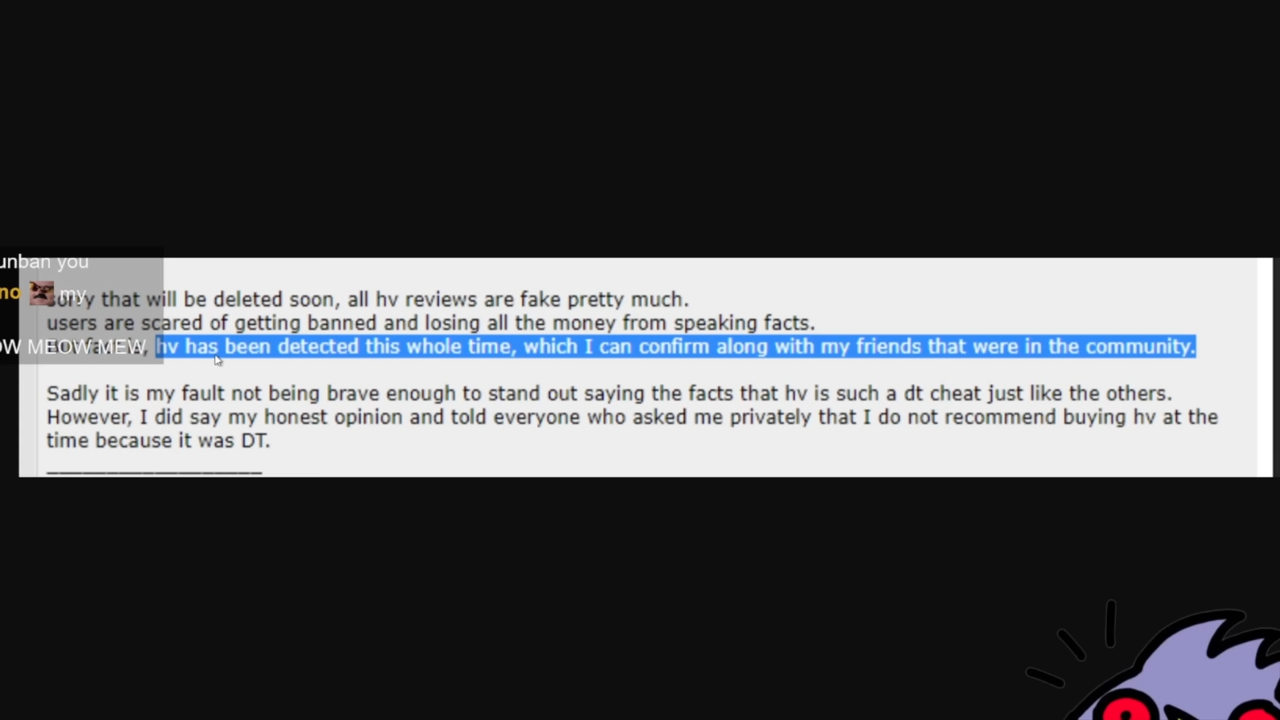 unban you
no my
OW MEOW MEW
sorry that will be deleted soon, all hv reviews are fake pretty much.
users are scared of getting banned and losing all the money from speaking facts.
hv has been detected this whole time, which I can confirm along with my friends that were in the community.
Sadly it is my fault not being brave enough to stand out saying the facts that hv is such a dt cheat just like the others.
However, I did say my honest opinion and told everyone who asked me privately that I do not recommend buying hv at the
time because it was DT.